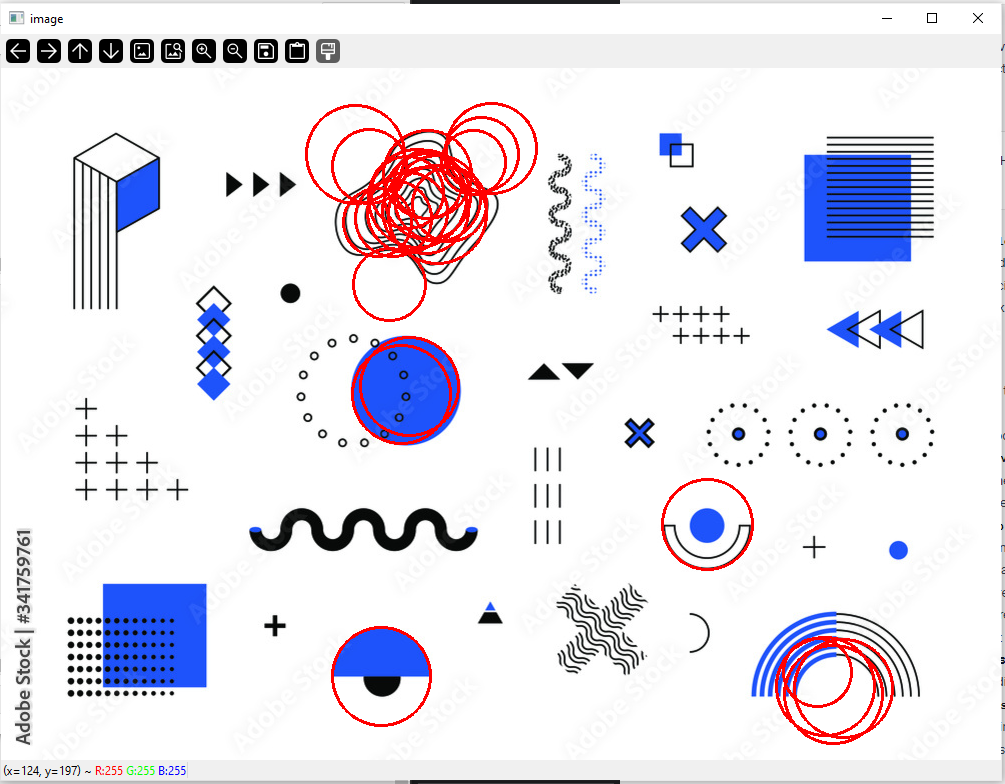 image
Adobe Stock | #341759761
(x=124, y=197) ~ R:255 G:255 B:255